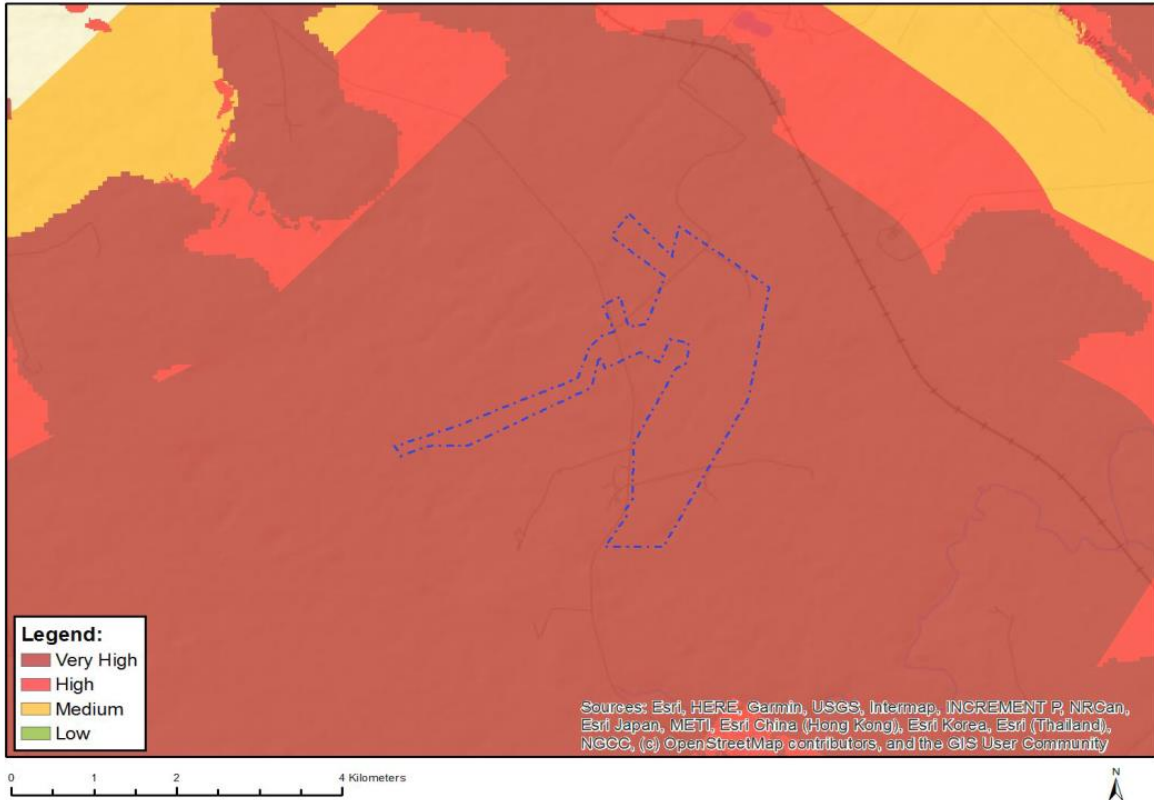 Legend:
Very High
High
Medium
Low
Sources: Esri, HERE, Garmin, USGS, Intermap, INCREMENT P, NRCan,
Esri Japan, METI, Esri China (Hong Kong), Esri Korea, Esri (Thailand),
NGCC, (c) OpenStreetMap contributors, and the GIS User Community
0 1 2 4 Kilometers
N